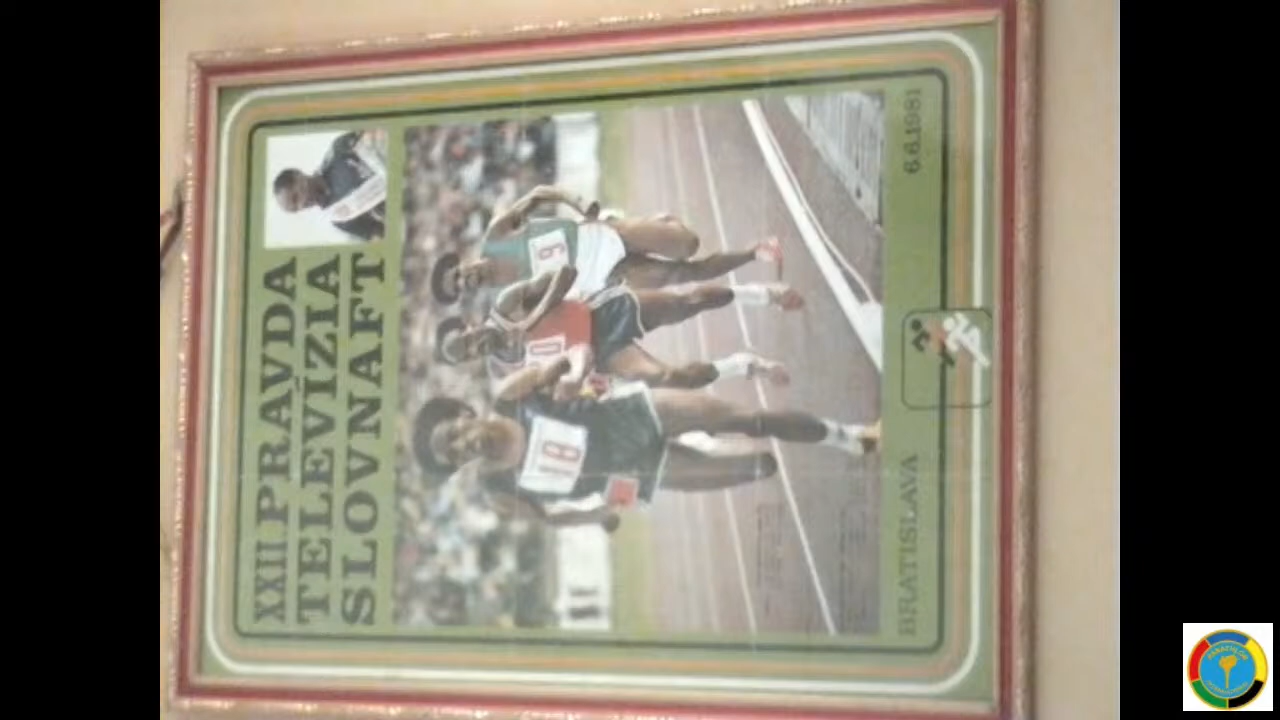 XXII PRAVDA
TELEVÍZIA
SLOVNAFT
BRATISLAVA
6.6.1981